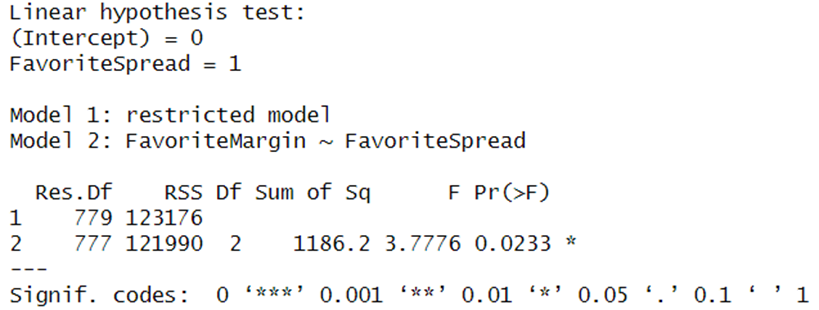 Linear hypothesis test:
(Intercept) = 0
FavoriteSpread = 1
Model 1: restricted model
Model 2: FavoriteMargin ~ FavoriteSpread
Res.Df RSS Df Sum of Sq F Pr(>F)
1 779 123176
2 777 121990 2 1186.2 3.7776 0.0233 *
---
Signif. codes: 0 ‘***’ 0.001 ‘**’ 0.01 ‘*’ 0.05 ‘.’ 0.1 ‘ ’ 1